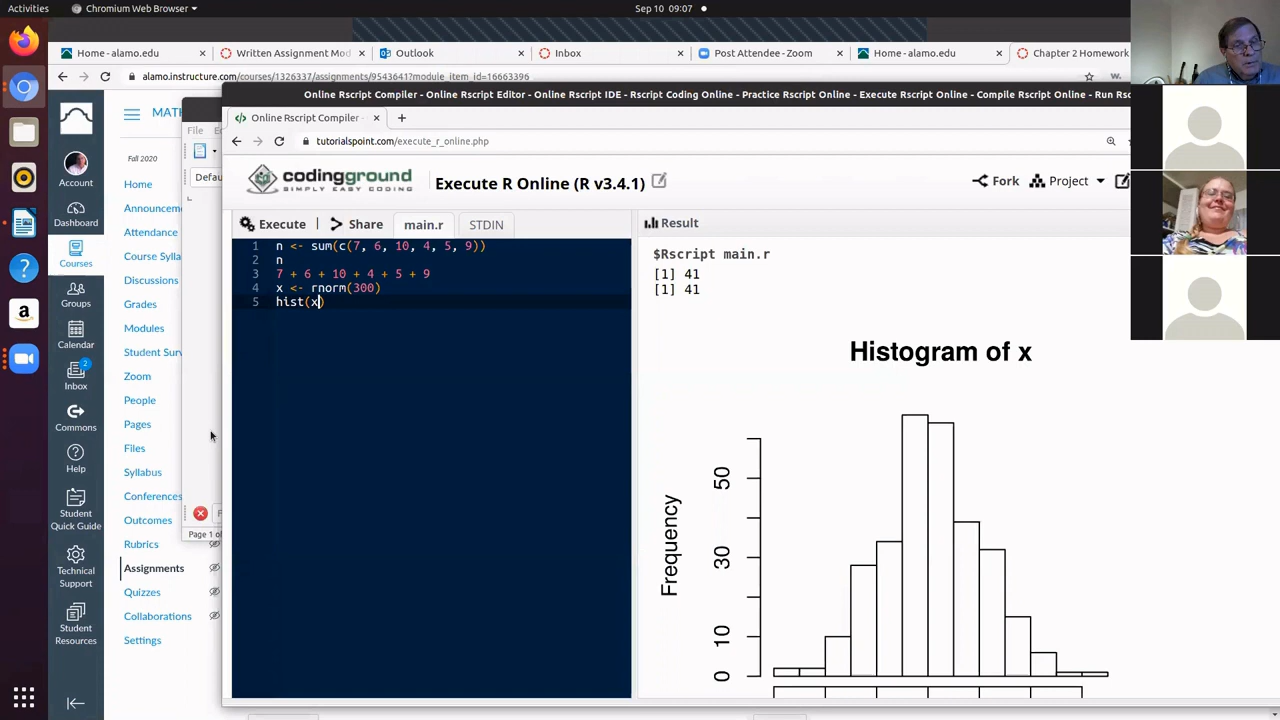 Activities
Chromium Web Browser
Sep 10 09:07
Home - alamo.edu
Written Assignment Mod
Outlook
Inbox
Post Attendee - Zoom
Home - alamo.edu
Chapter 2 Homework
alamo.instructure.com/courses/1326337/assignments/9543641?module_item_id=16663396
Online Rscript Compiler - Online Rscript Editor - Online Rscript IDE - Rscript Coding Online - Practice Rscript Online - Execute Rscript Online - Compile Rscript Online - Run Rsc
Online Rscript Compiler
tutorialspoint.com/execute_r_online.php
codingground
SIMPLY EASY CODING
Execute R Online (R v3.4.1)
Fork
Project
Execute
Share
main.r
STDIN
Result
1 n <- sum(c(7, 6, 10, 4, 5, 9))
2 n
3 7 + 6 + 10 + 4 + 5 + 9
4 x <- rnorm(300)
5 hist(x)
$Rscript main.r
[1] 41
[1] 41
Histogram of x
Frequency
50
30
10
0
Account
Dashboard
Courses
Groups
Calendar
2
Inbox
Commons
Help
Student
Quick Guide
Technical
Support
Student
Resources
MATH
Fall 2020
Home
Announcem
Attendance
Course Sylla
Discussions
Grades
Modules
Student Surv
Zoom
People
Pages
Files
Syllabus
Conferences
Outcomes
Rubrics
Assignments
Quizzes
Collaborations
Settings
File
Defau
Page 1 of